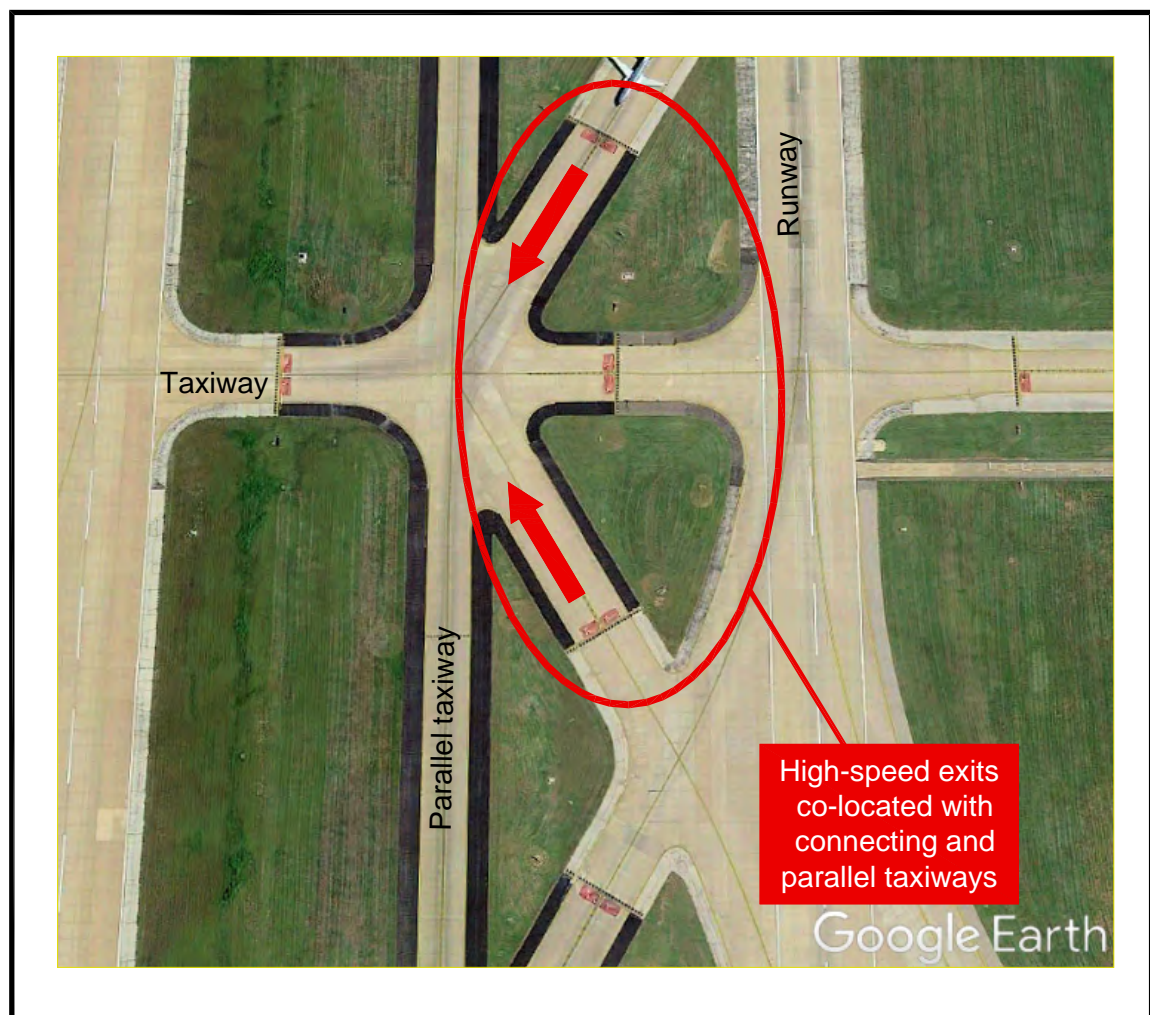 Runway
Taxiway
Parallel taxiway
High-speed exits
co-located with
connecting and
parallel taxiways
Google Earth